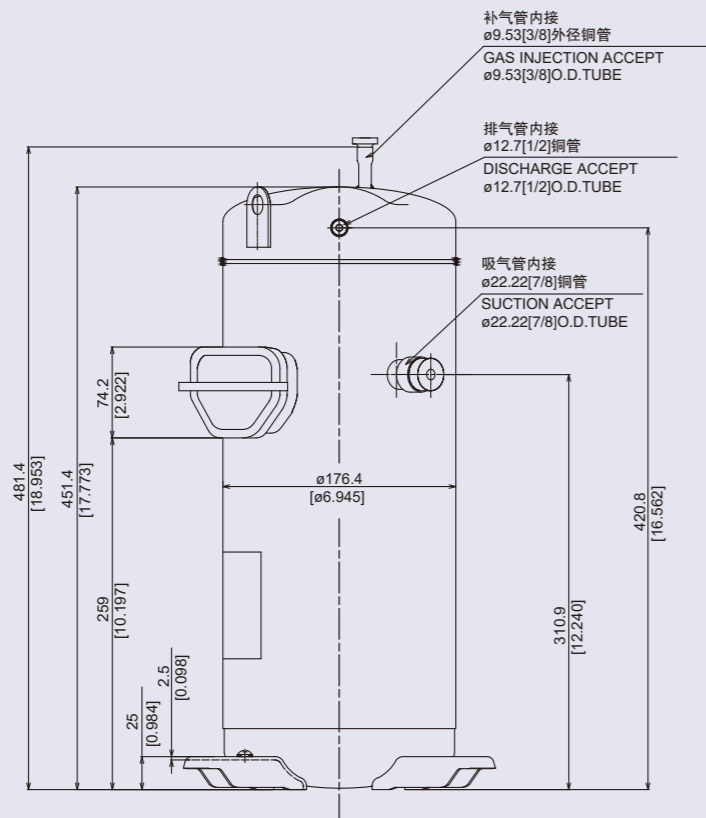 补气管内接
ø9.53[3/8]外径铜管
GAS INJECTION ACCEPT
ø9.53[3/8]O.D.TUBE
排气管内接
ø12.7[1/2]铜管
DISCHARGE ACCEPT
ø12.7[1/2]O.D.TUBE
吸气管内接
ø22.22[7/8]铜管
SUCTION ACCEPT
ø22.22[7/8]O.D.TUBE
74.2
[2.922]
481.4
[18.953]
451.4
[17.773]
ø176.4
[ø6.945]
420.8
[16.562]
259
[10.197]
310.9
[12.240]
2.5
[0.098]
25
[0.984]